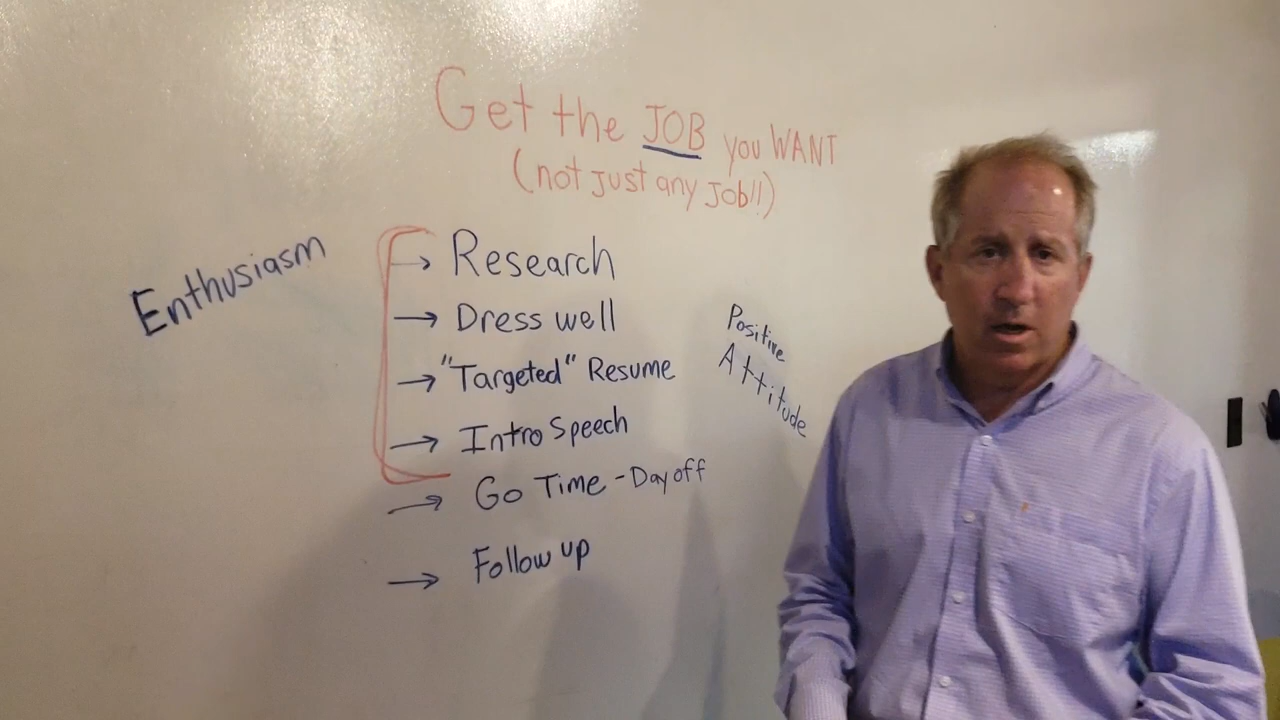 Get the JOB you WANT
(not just any JOb!!)
Enthusiasm
→ Research
→ Dress well
→ "Targeted" Resume
→ Intro Speech
→ Go Time - Day off
→ Follow up
Positive
Attitude